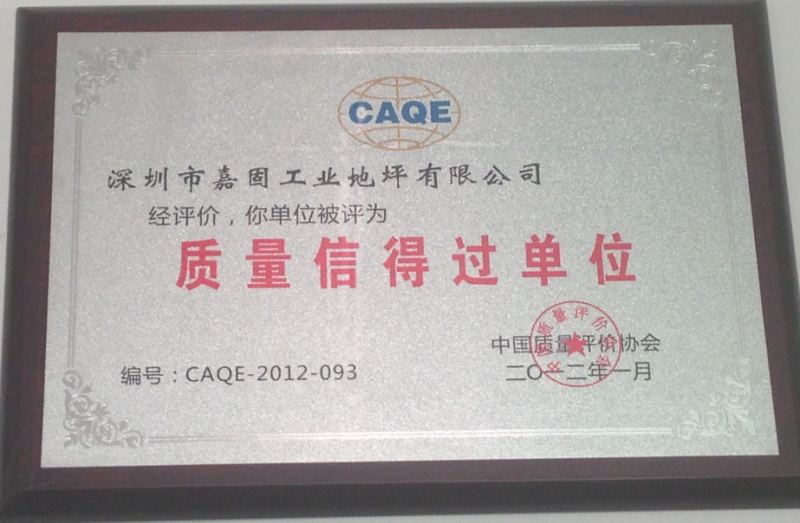 CAQE
深圳市嘉固工业地坪有限公司
经评价，你单位被评为
质量信得过单位
中国质量评价协会
编号：CAQE-2012-093
二〇一二年一月